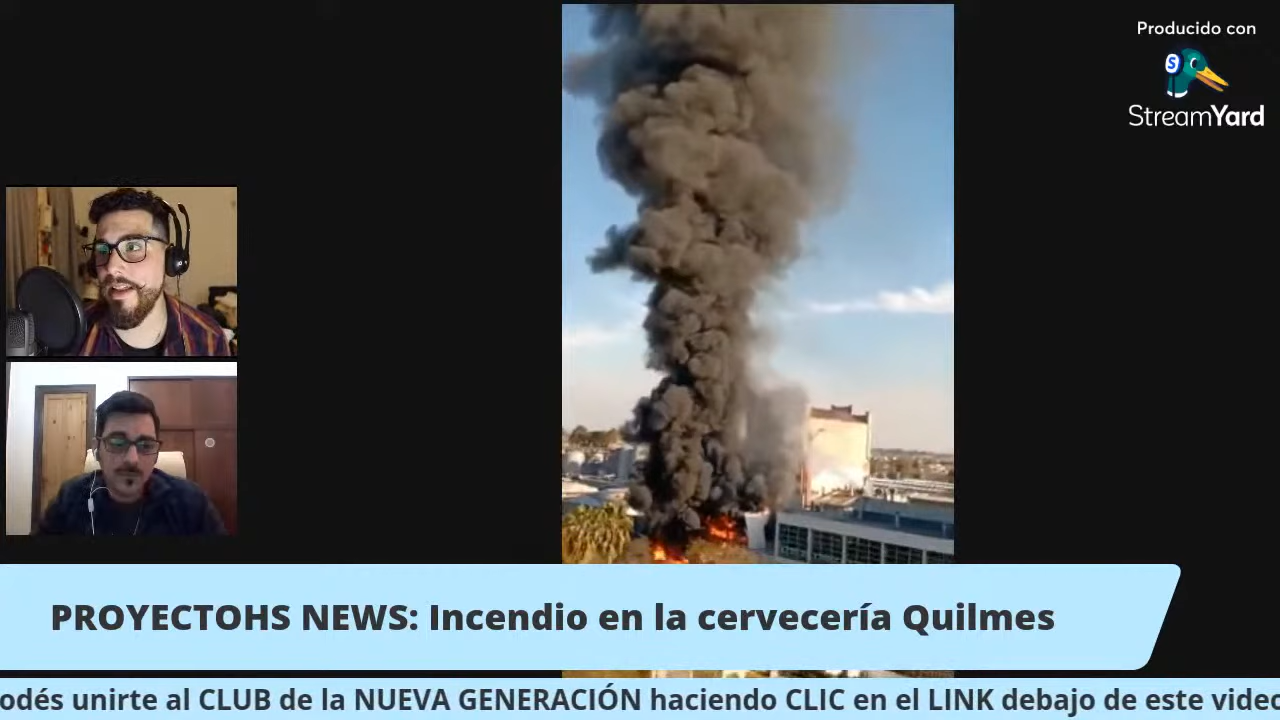 Producido con
S
StreamYard
PROYECTOHS NEWS: Incendio en la cervecería Quilmes
odés unirte al CLUB de la NUEVA GENERACIÓN haciendo CLIC en el LINK debajo de este video